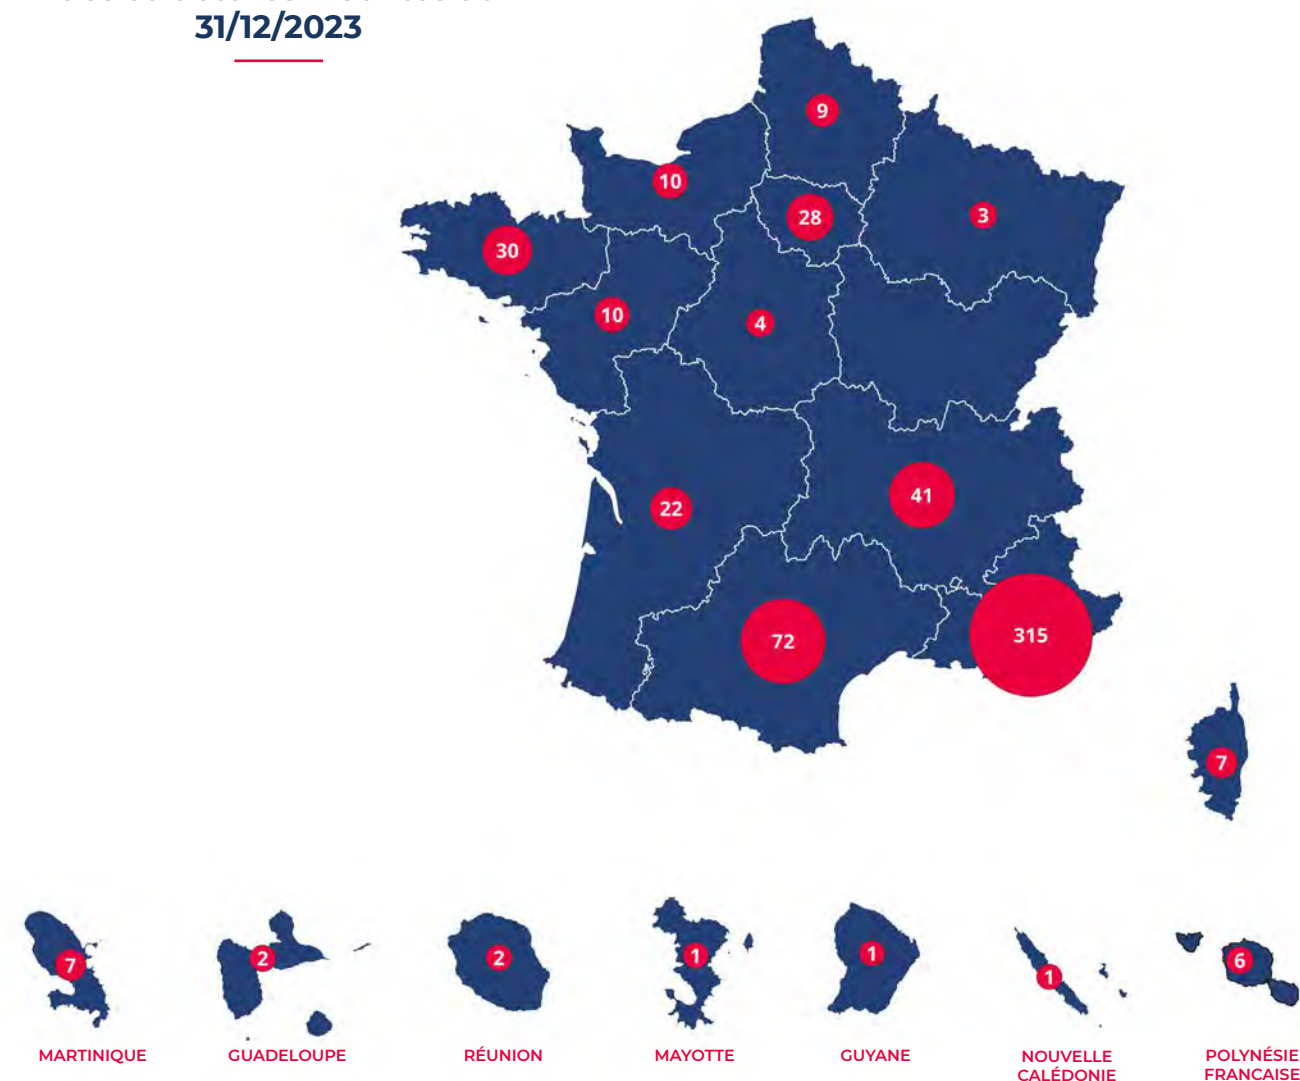 31/12/2023
9
10
28
3
30
10
4
22
41
72
315
7
7
2
2
1
1
1
6
MARTINIQUE
GUADELOUPE
RÉUNION
MAYOTTE
GUYANE
NOUVELLE
CALÉDONIE
POLYNÉSIE
FRANCAISE